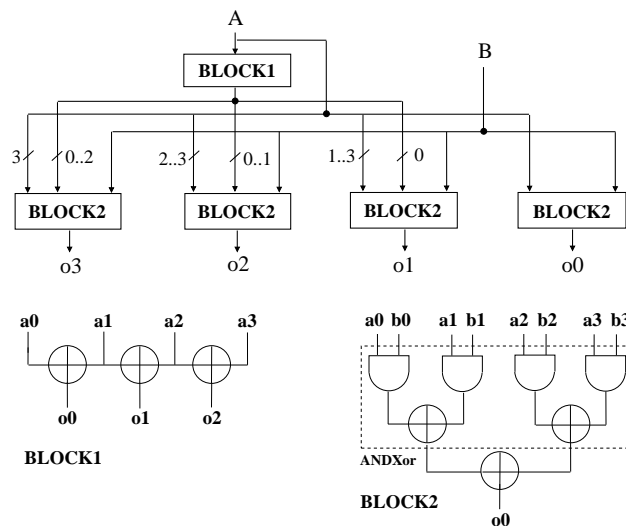 A
B
BLOCK1
3 0..2 2..3 0..1 1..3 0
BLOCK2 BLOCK2 BLOCK2 BLOCK2
o3 o2 o1 o0
a0 a1 a2 a3
o0 o1 o2
BLOCK1
a0 b0 a1 b1 a2 b2 a3 b3
ANDXor
o0
BLOCK2